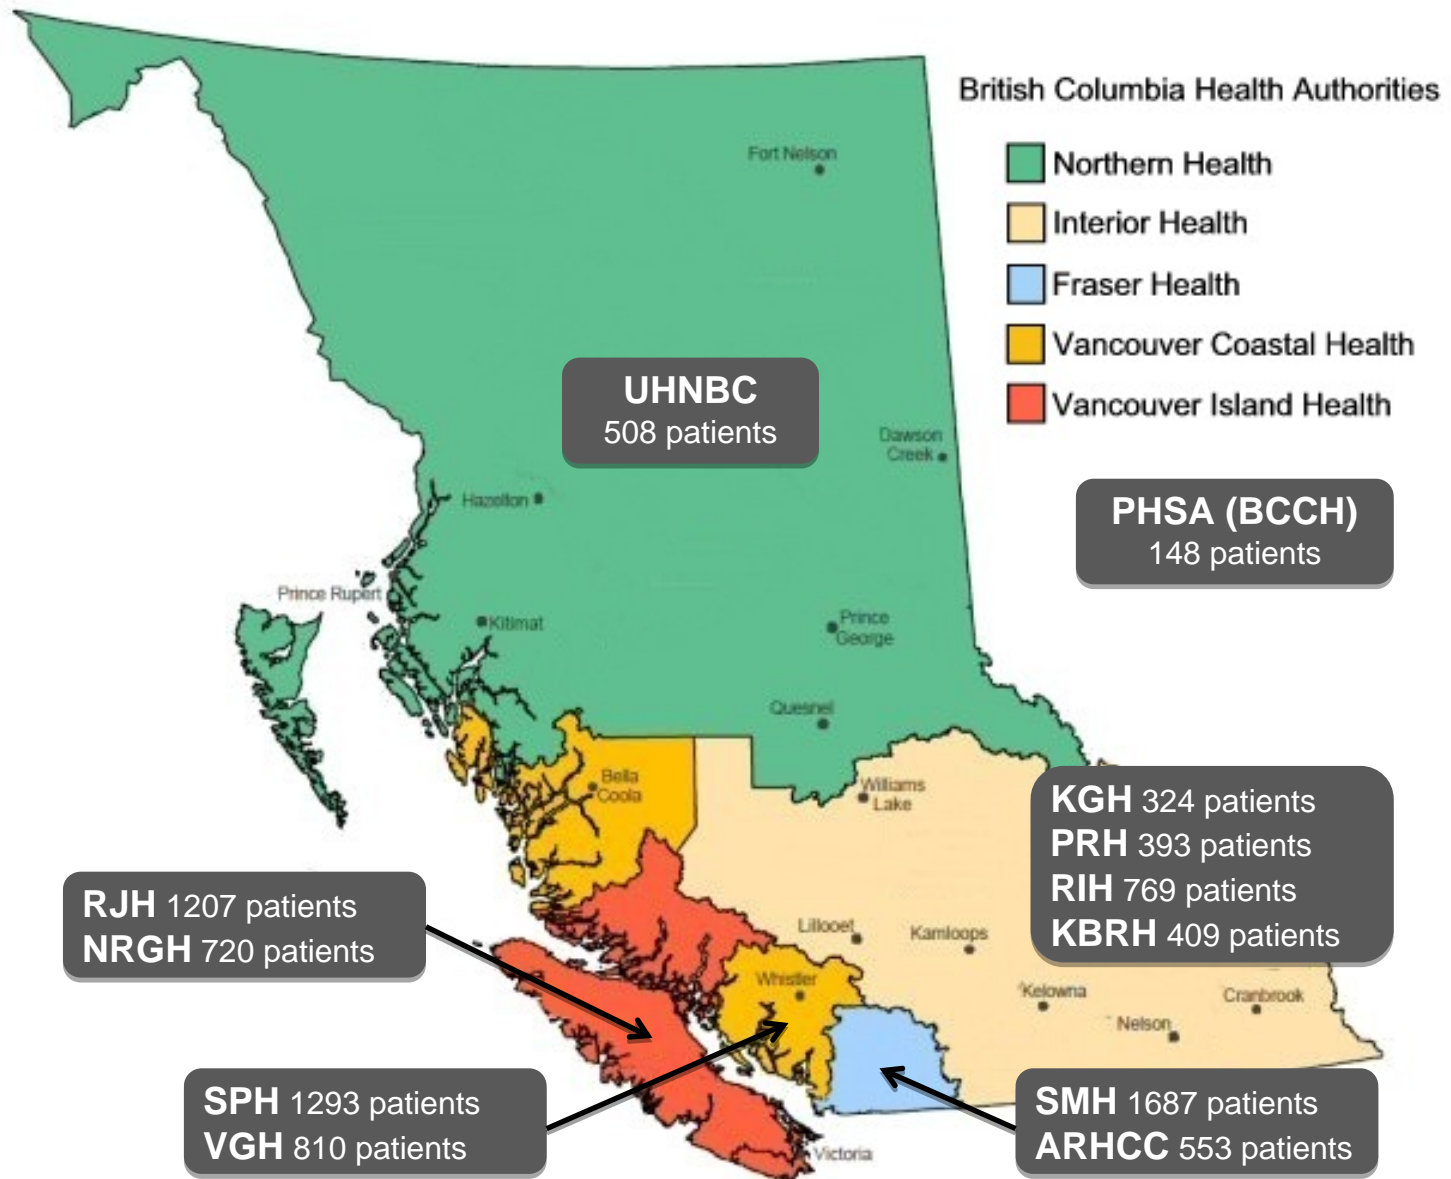 British Columbia Health Authorities
Northern Health
Interior Health
Fraser Health
Vancouver Coastal Health
Vancouver Island Health
Fort Nelson
UHNBC
508 patients
Dawson
Creek
PHSA (BCCH)
148 patients
Hazelton
Prince Rupert
Kitimat
Prince
George
Quesnel
Bella
Coola
Williams
Lake
KGH 324 patients
PRH 393 patients
RIH 769 patients
KBRH 409 patients
RJH 1207 patients
NRGH 720 patients
Lillooet
Kamloops
Whistler
Kelowna
Cranbrook
Nelson
SPH 1293 patients
VGH 810 patients
SMH 1687 patients
ARHCC 553 patients
Victoria